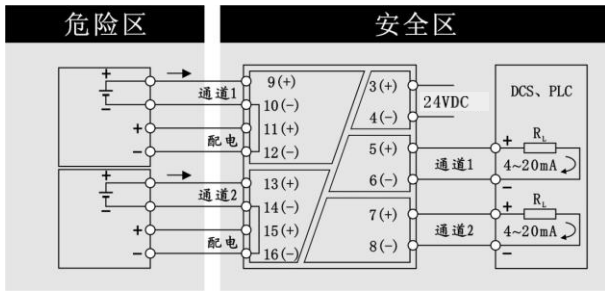 危险区
安全区
+
−
通道1
+
−
配电
+
−
通道2
+
−
配电
9(+)
10(−)
11(+)
12(−)
13(+)
14(−)
15(+)
16(−)
3(+)
4(−)
5(+)
6(−)
7(+)
8(−)
24VDC
通道1
通道2
DCS、PLC
+
RL
4~20mA
−
+
RL
4~20mA
−